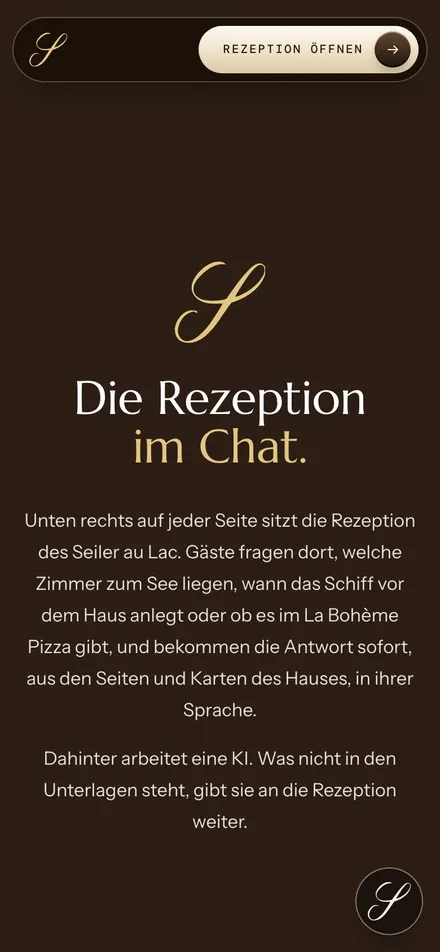 REZEPTION ÖFFNEN
Die Rezeption
im Chat.
Unten rechts auf jeder Seite sitzt die Rezeption
des Seiler au Lac. Gäste fragen dort, welche
Zimmer zum See liegen, wann das Schiff vor
dem Haus anlegt oder ob es im La Bohème
Pizza gibt, und bekommen die Antwort sofort,
aus den Seiten und Karten des Hauses, in ihrer
Sprache.
Dahinter arbeitet eine KI. Was nicht in den
Unterlagen steht, gibt sie an die Rezeption
weiter.